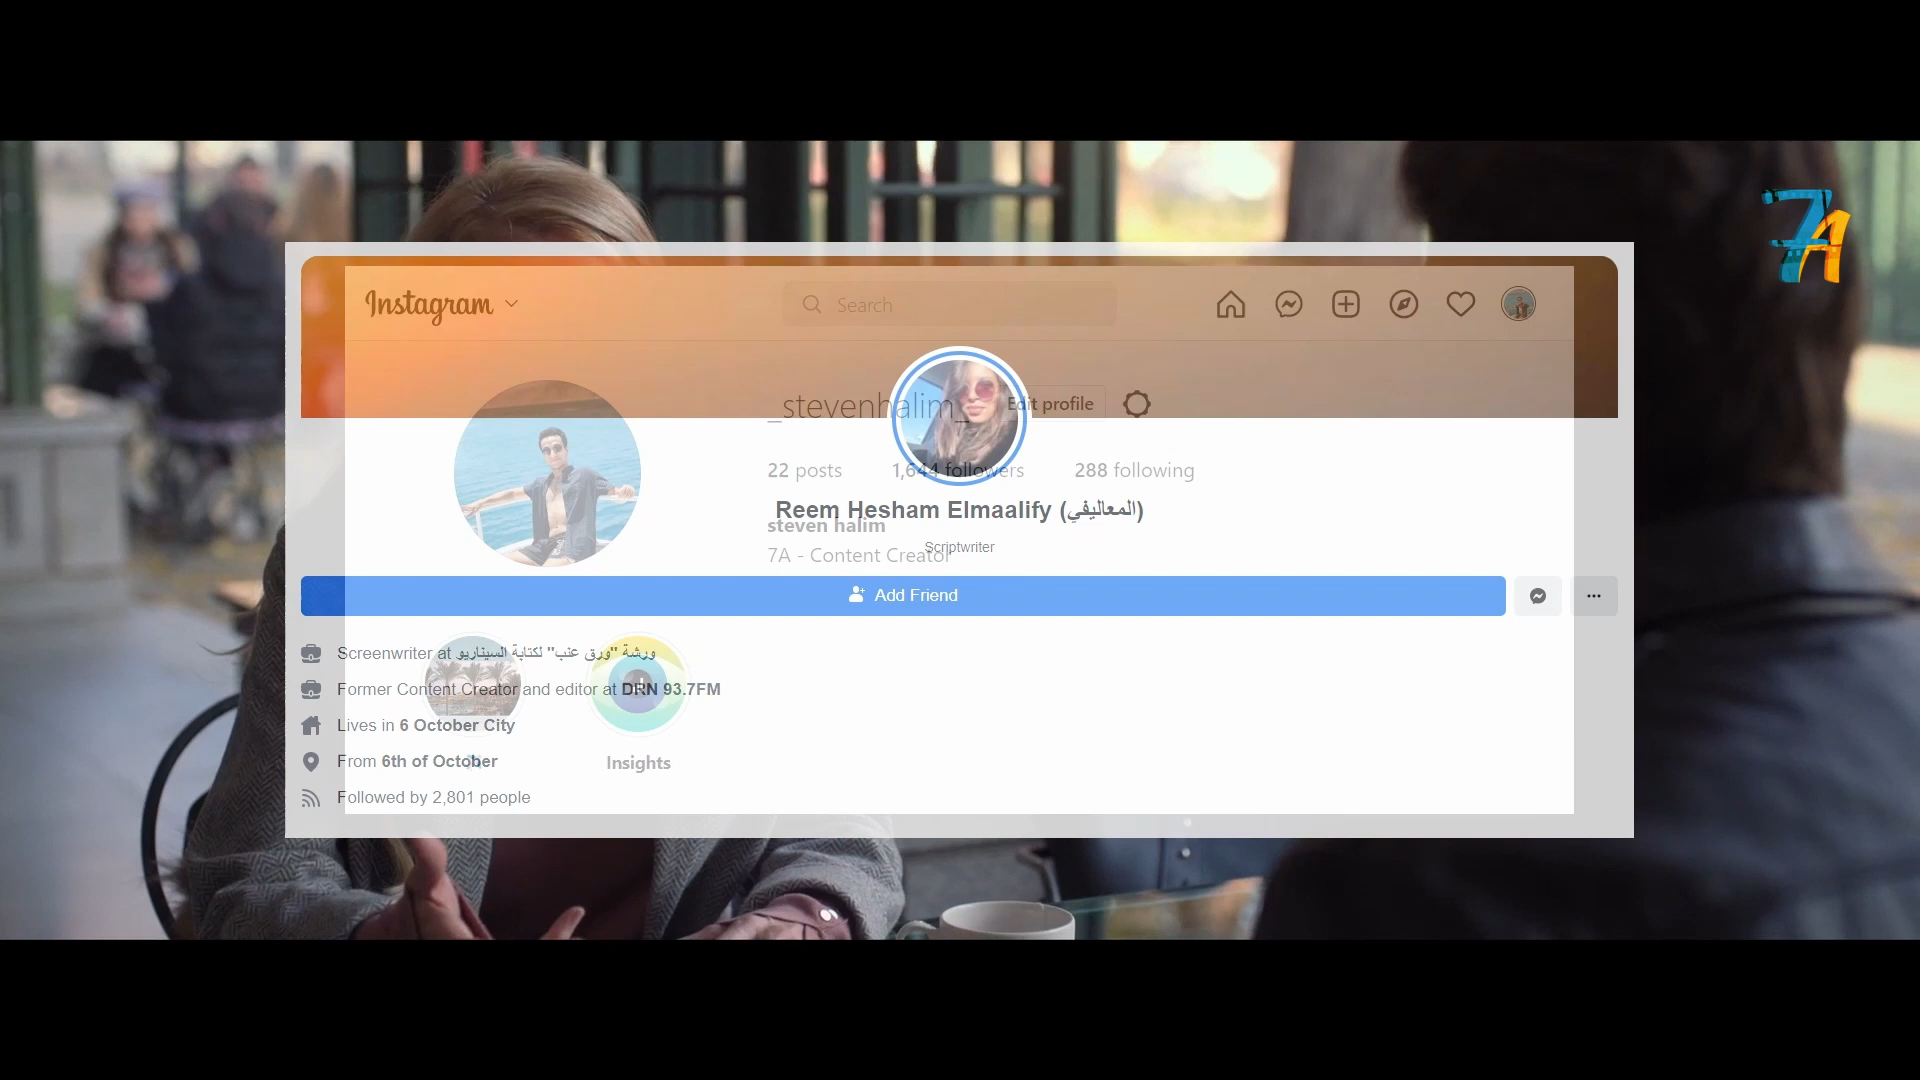 7A
Instagram
Search
_stevenhalim_
Edit profile
22 posts
1,644 followers
288 following
Reem Hesham Elmaalify (المعاليفي)
steven halim
Scriptwriter
7A - Content Creator
Add Friend
Screenwriter at ورشة "ورق عنب" لكتابة السيناريو
Former Content Creator and editor at DRN 93.7FM
Lives in 6 October City
From 6th of October
Insights
Followed by 2,801 people